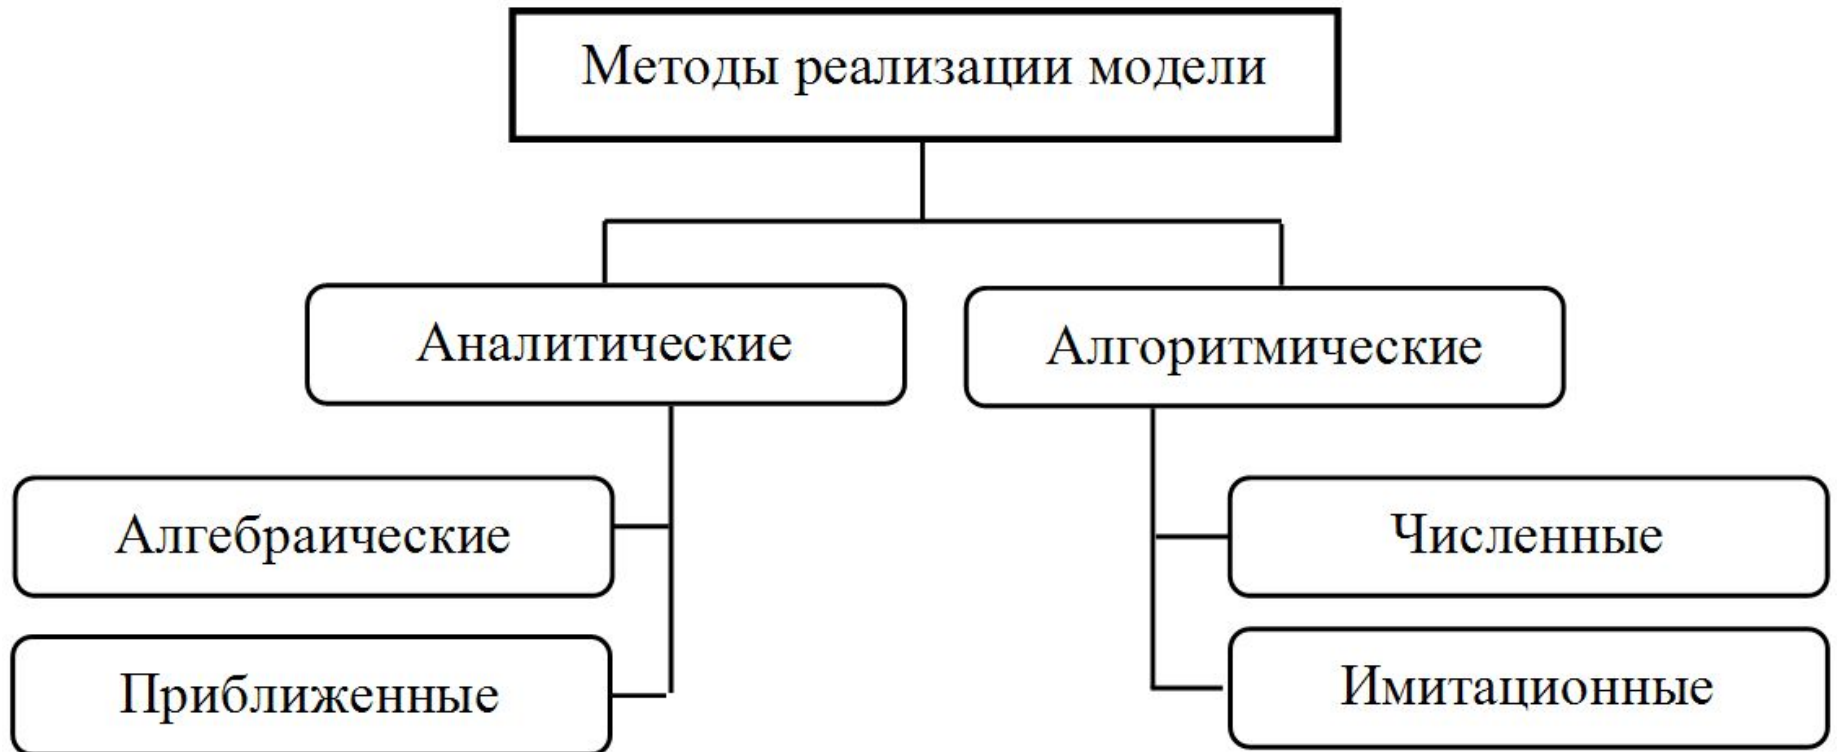 Методы реализации модели
Аналитические
Алгоритмические
Алгебраические
Численные
Приближенные
Имитационные